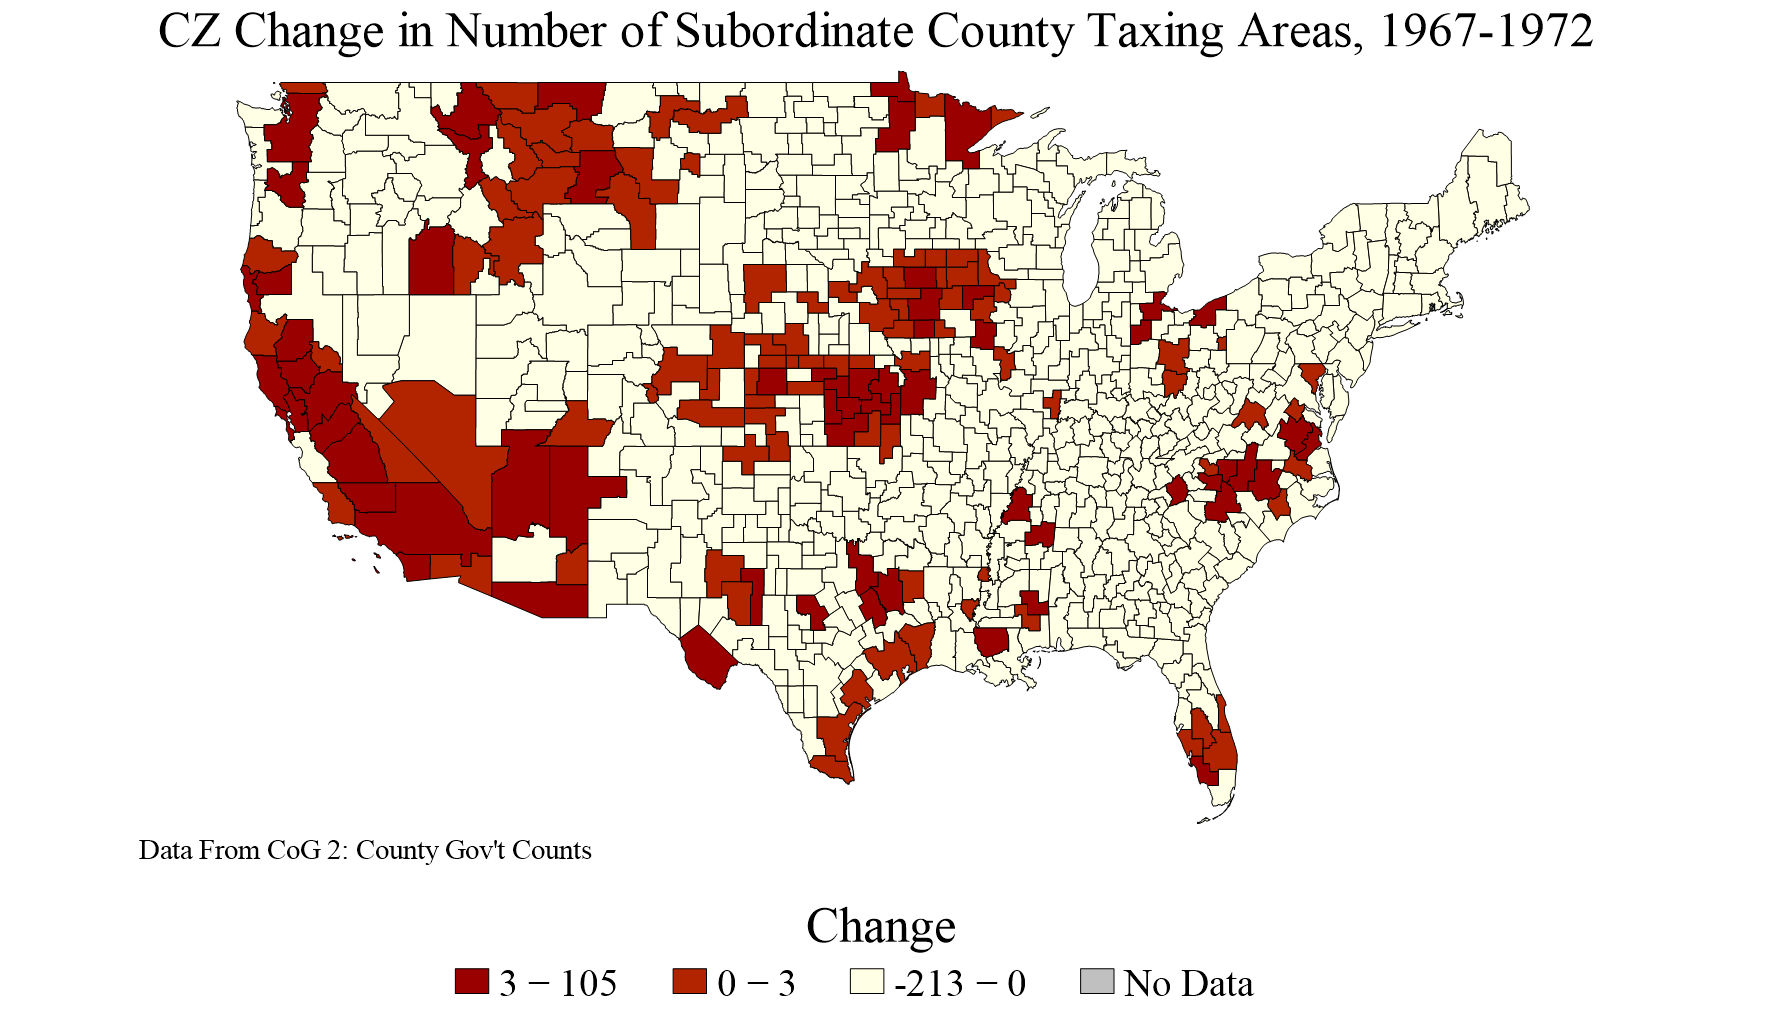 CZ Change in Number of Subordinate County Taxing Areas, 1967-1972
Data From CoG 2: County Gov't Counts
Change
3 − 105
0 − 3
-213 − 0
No Data